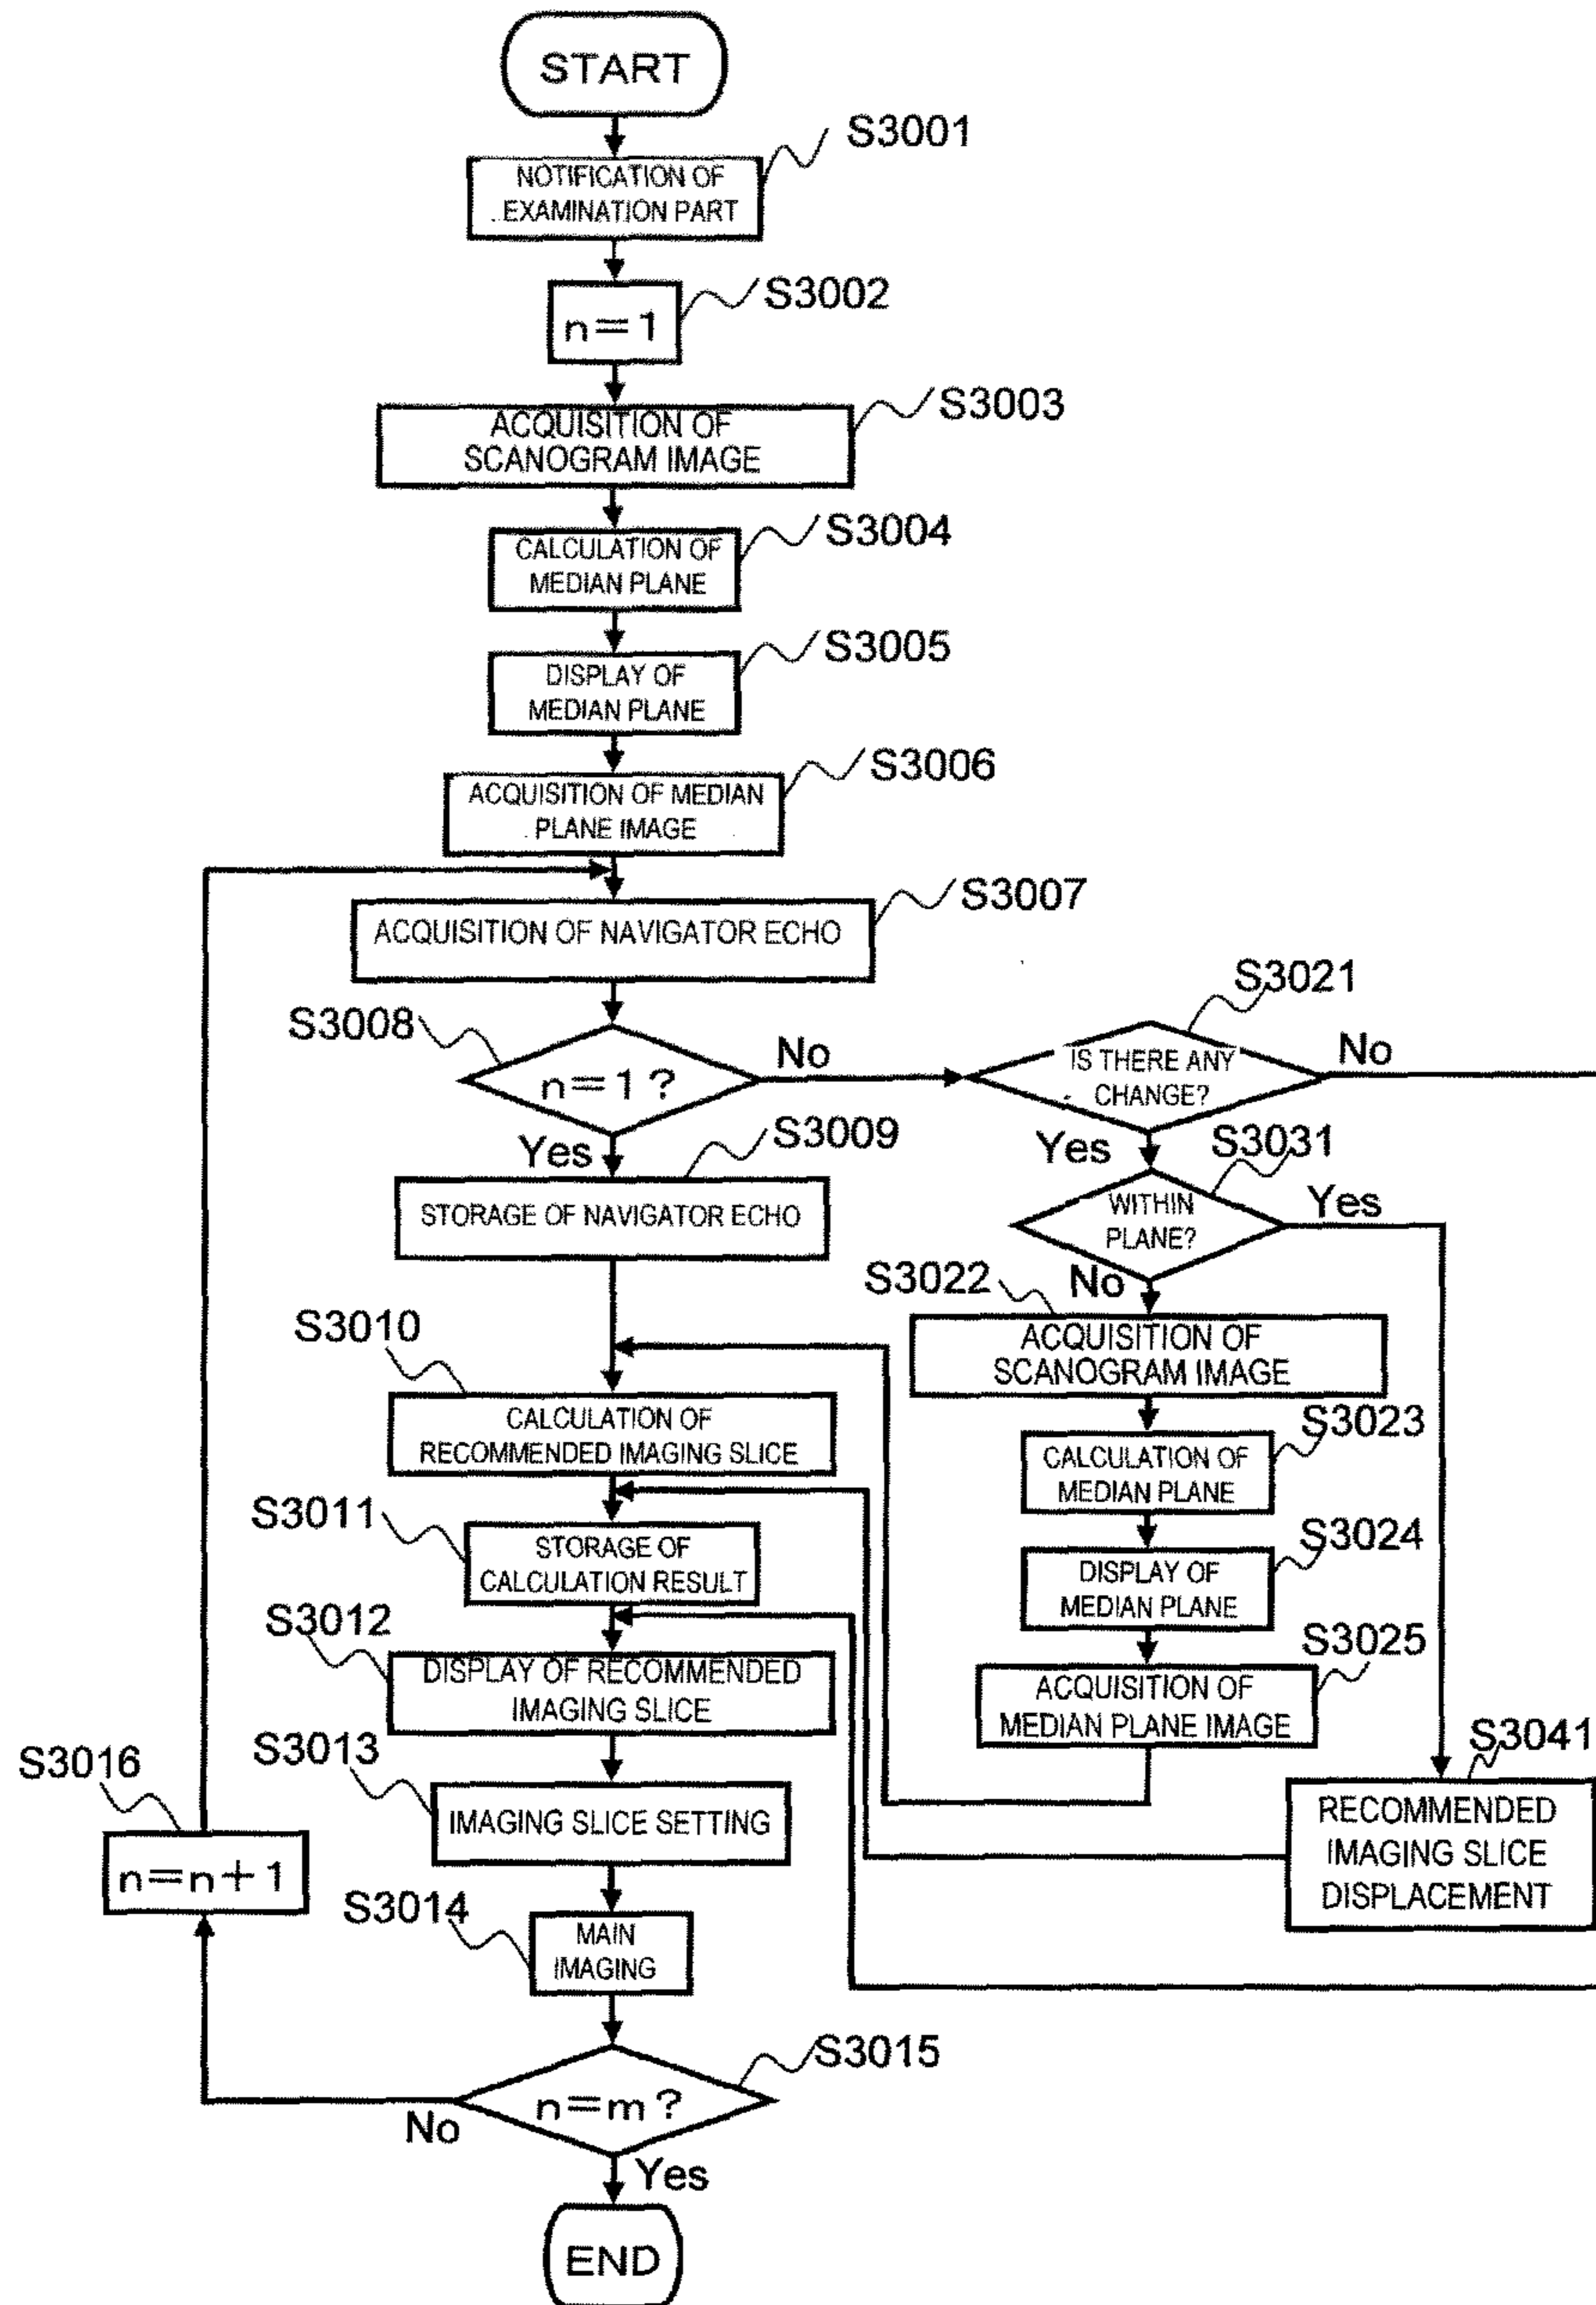 START
S3001
NOTIFICATION OF
EXAMINATION PART
S3002
n=1
S3003
ACQUISITION OF
SCANOGRAM IMAGE
S3004
CALCULATION OF
MEDIAN PLANE
S3005
DISPLAY OF
MEDIAN PLANE
S3006
ACQUISITION OF MEDIAN
PLANE IMAGE
S3007
ACQUISITION OF NAVIGATOR ECHO
S3008
n=1?
No
Yes
S3021
IS THERE ANY
CHANGE?
No
Yes
S3031
WITHIN
PLANE?
Yes
No
S3009
STORAGE OF NAVIGATOR ECHO
S3022
ACQUISITION OF
SCANOGRAM IMAGE
S3010
CALCULATION OF
RECOMMENDED IMAGING SLICE
S3023
CALCULATION OF
MEDIAN PLANE
S3011
STORAGE OF
CALCULATION RESULT
S3024
DISPLAY OF
MEDIAN PLANE
S3012
DISPLAY OF RECOMMENDED
IMAGING SLICE
S3025
ACQUISITION OF
MEDIAN PLANE IMAGE
S3013
IMAGING SLICE SETTING
S3041
RECOMMENDED
IMAGING SLICE
DISPLACEMENT
S3016
n=n+1
S3014
MAIN
IMAGING
S3015
n=m?
No
Yes
END